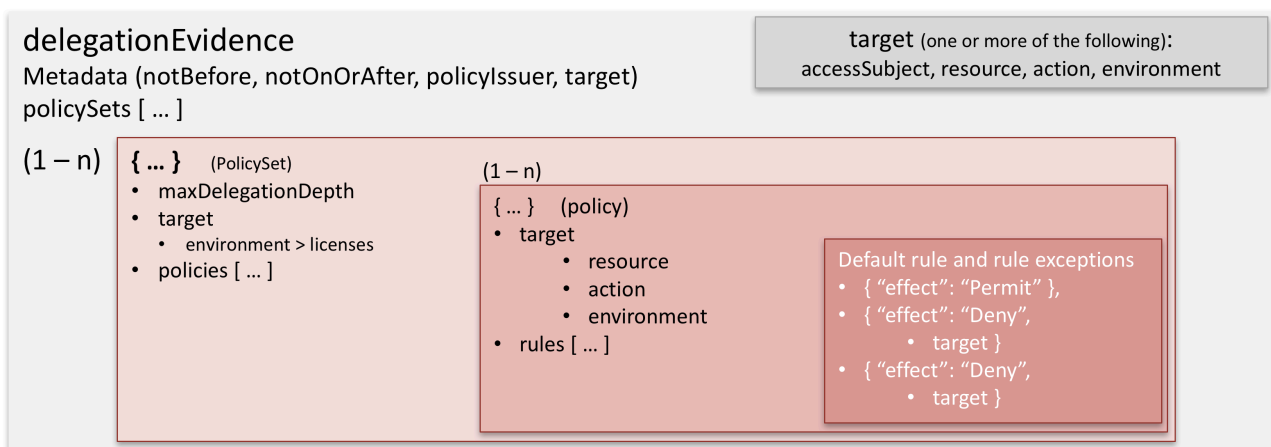 delegationEvidence
Metadata (notBefore, notOnOrAfter, policyIssuer, target)
policySets [ ... ]
target (one or more of the following):
accessSubject, resource, action, environment
(1 – n)
{ ... } (PolicySet)
• maxDelegationDepth
• target
• environment > licenses
• policies [ ... ]
(1 – n)
{ ... } (policy)
• target
• resource
• action
• environment
• rules [ ... ]
Default rule and rule exceptions
• { “effect”: “Permit” },
• { “effect”: “Deny”,
• target }
• { “effect”: “Deny”,
• target }